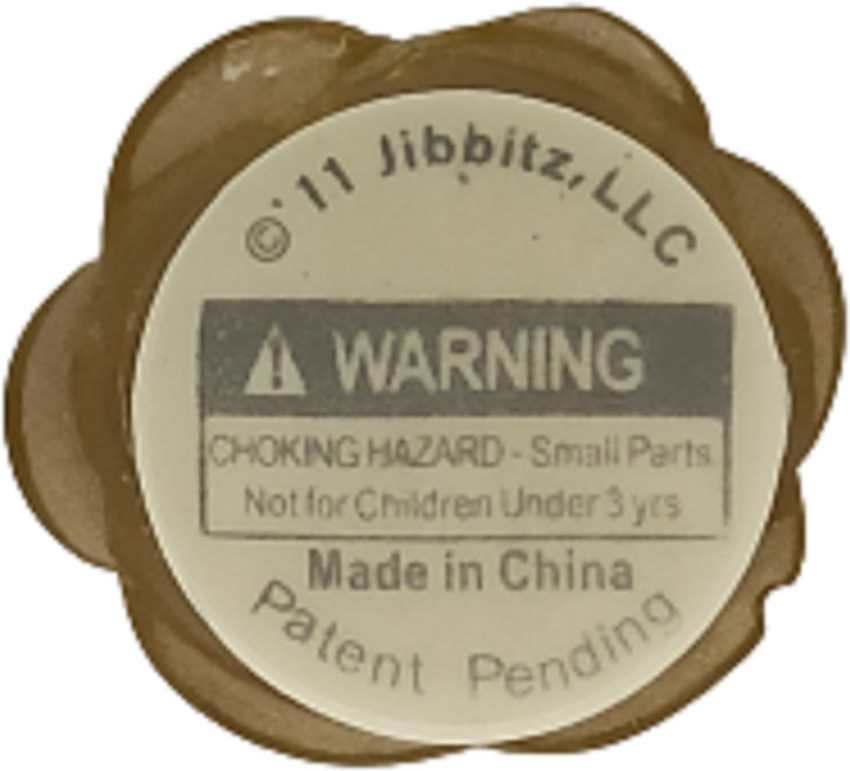 © '11 Jibbitz, LLC
WARNING
CHOKING HAZARD - Small Parts.
Not for Children Under 3 yrs
Made in China
Patent Pending